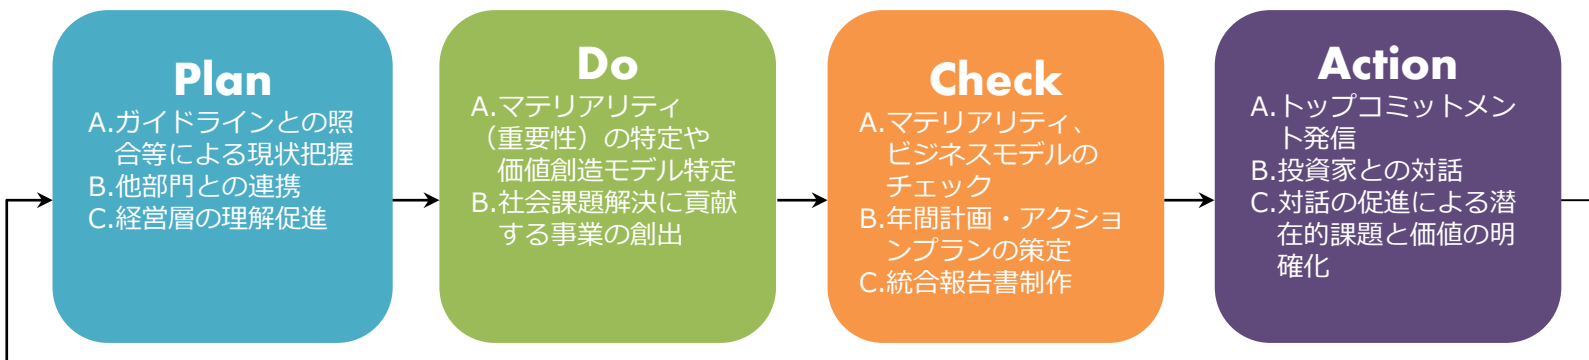 Plan
A.ガイドラインとの照
合等による現状把握
B.他部門との連携
C.経営層の理解促進
Do
A.マテリアリティ
（重要性）の特定や
価値創造モデル特定
B.社会課題解決に貢献
する事業の創出
Check
A.マテリアリティ、
ビジネスモデルの
チェック
B.年間計画・アクショ
ンプランの策定
C.統合報告書制作
Action
A.トップコミットメン
ト発信
B.投資家との対話
C.対話の促進による潜
在的課題と価値の明
確化